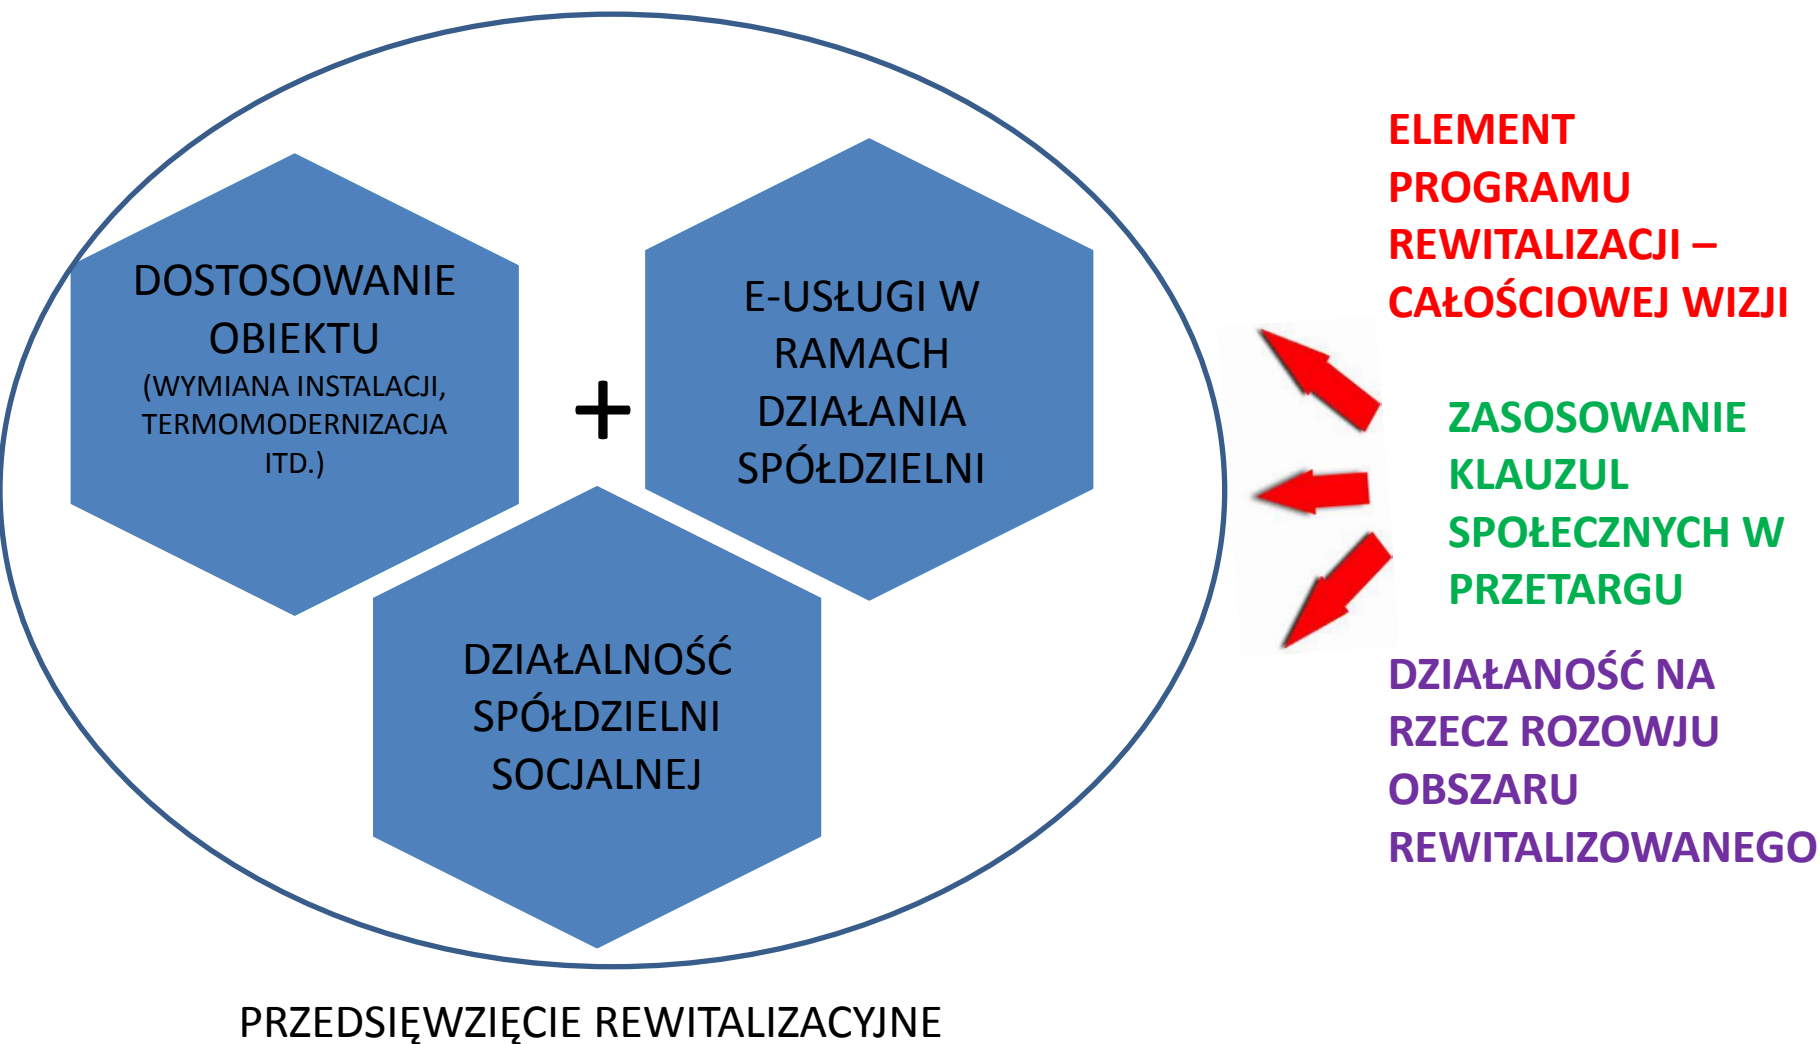 DOSTOSOWANIE
OBIEKTU
(WYMIANA INSTALACJI,
TERMOMODERNIZACJA
ITD.)
+
E-USŁUGI W
RAMACH
DZIAŁANIA
SPÓŁDZIELNI
DZIAŁALNOŚĆ
SPÓŁDZIELNI
SOCJALNEJ
ELEMENT
PROGRAMU
REWITALIZACJI –
CAŁOŚCIOWEJ WIZJI
ZASOSOWANIE
KLAUZUL
SPOŁECZNYCH W
PRZETARGU
DZIAŁANOŚĆ NA
RZECZ ROZOWJU
OBSZARU
REWITALIZOWANEGO
PRZEDSIĘWZIĘCIE REWITALIZACYJNE